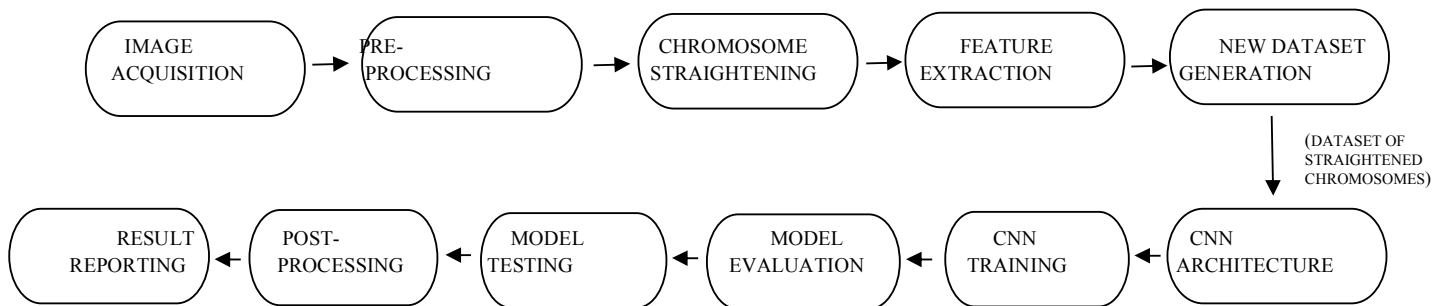 IMAGE
ACQUISITION
PRE-
PROCESSING
CHROMOSOME
STRAIGHTENING
FEATURE
EXTRACTION
NEW DATASET
GENERATION
(DATASET OF
STRAIGHTENED
CHROMOSOMES)
CNN
ARCHITECTURE
CNN
TRAINING
MODEL
EVALUATION
MODEL
TESTING
POST-
PROCESSING
RESULT
REPORTING